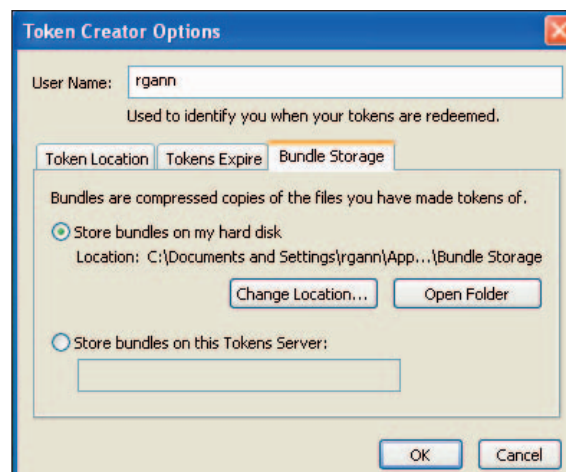 Token Creator Options
User Name: rgann
Used to identify you when your tokens are redeemed.
Token Location Tokens Expire Bundle Storage
Bundles are compressed copies of the files you have made tokens of.
Store bundles on my hard disk
Location: C:\Documents and Settings\rgann\App...\Bundle Storage
Change Location... Open Folder
Store bundles on this Tokens Server:
OK Cancel